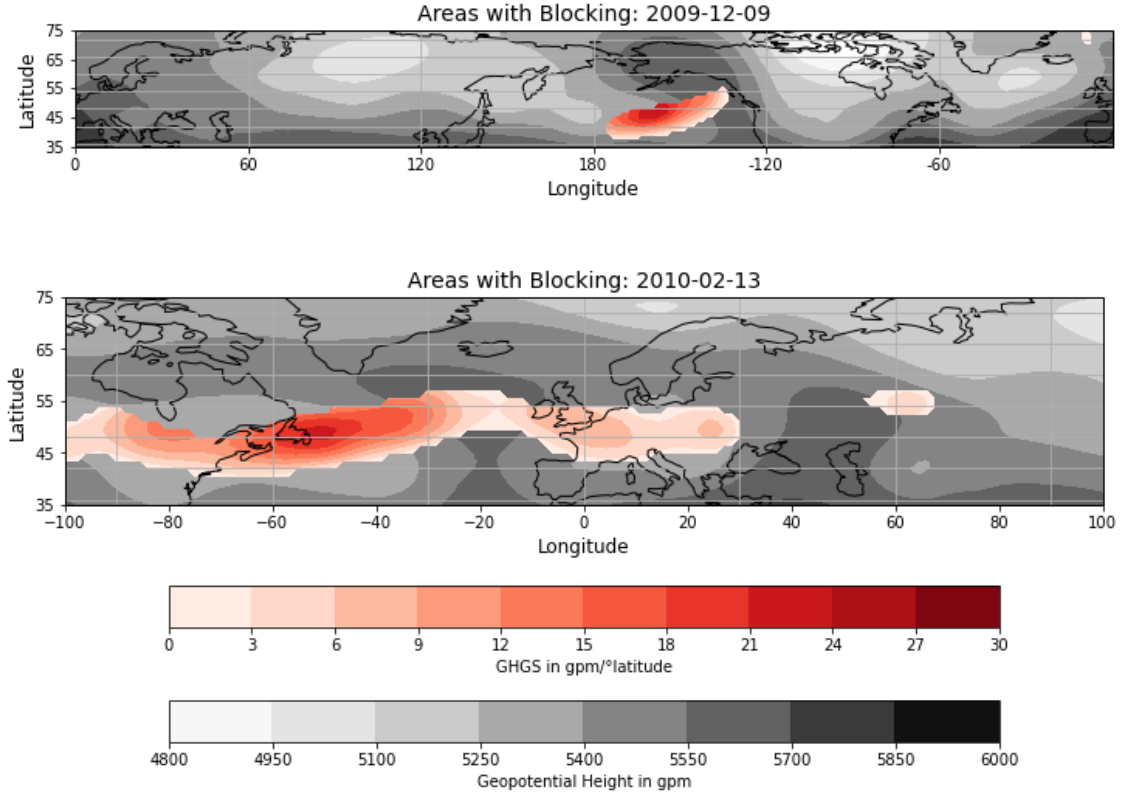 Areas with Blocking: 2009-12-09
75
65
55
45
35
Latitude
0 60 120 180 -120 -60
Longitude
Areas with Blocking: 2010-02-13
75
65
55
45
35
Latitude
−100 −80 −60 −40 −20 0 20 40 60 80 100
Longitude
0 3 6 9 12 15 18 21 24 27 30
GHGS in gpm/°latitude
4800 4950 5100 5250 5400 5550 5700 5850 6000
Geopotential Height in gpm